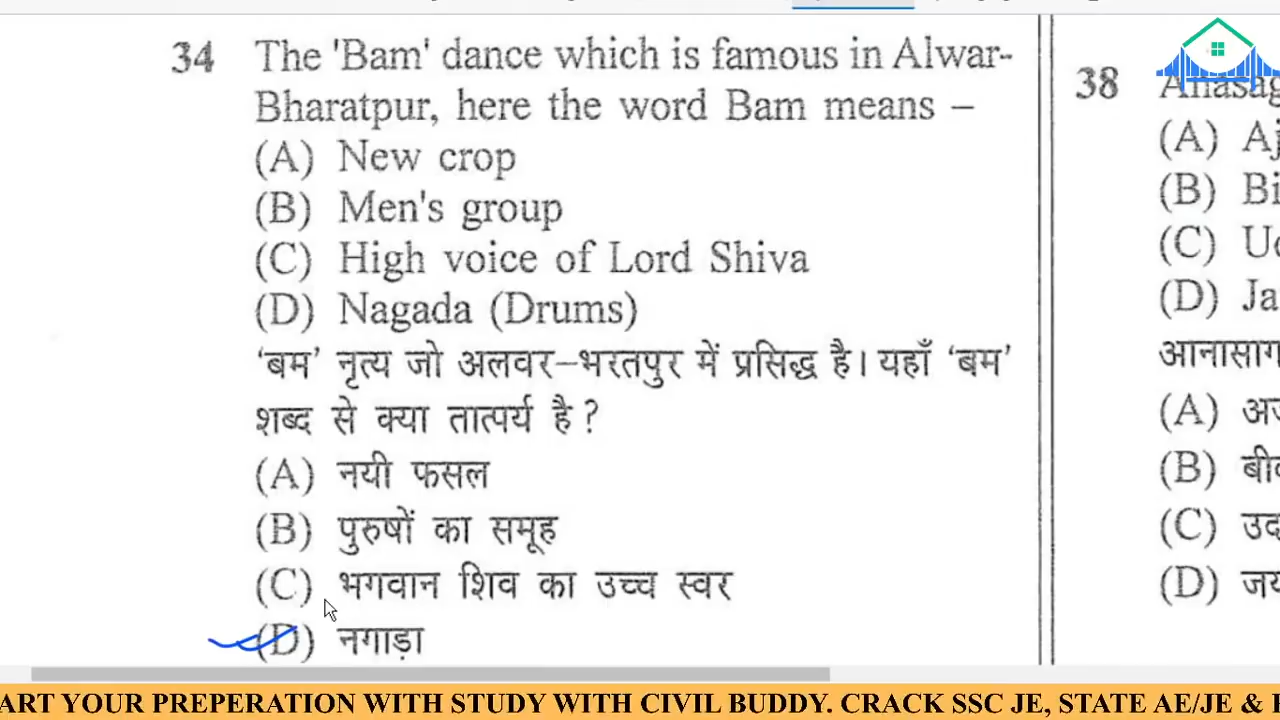 34 The 'Bam' dance which is famous in Alwar-
Bharatpur, here the word Bam means –
(A) New crop
(B) Men's group
(C) High voice of Lord Shiva
(D) Nagada (Drums)
'बम' नृत्य जो अलवर–भरतपुर में प्रसिद्ध है। यहाँ 'बम'
शब्द से क्या तात्पर्य है ?
(A) नयी फसल
(B) पुरुषों का समूह
(C) भगवान शिव का उच्च स्वर
(D) नगाड़ा
38
(A)
(B)
(C)
(D)
(A)
(B)
(C)
(D)
ART YOUR PREPERATION WITH STUDY WITH CIVIL BUDDY. CRACK SSC JE, STATE AE/JE &